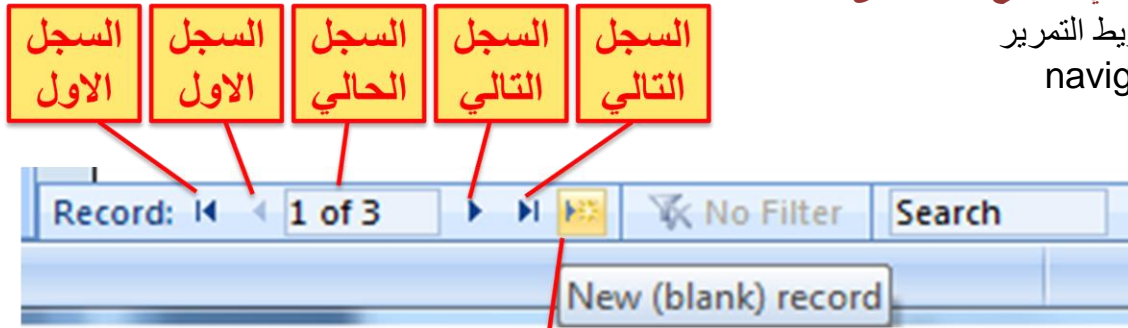 يط التمرير
navig
السجل
الاول
السجل
الاول
السجل
الحالي
السجل
التالي
السجل
التالي
Record: 1 of 3 No Filter Search
New (blank) record